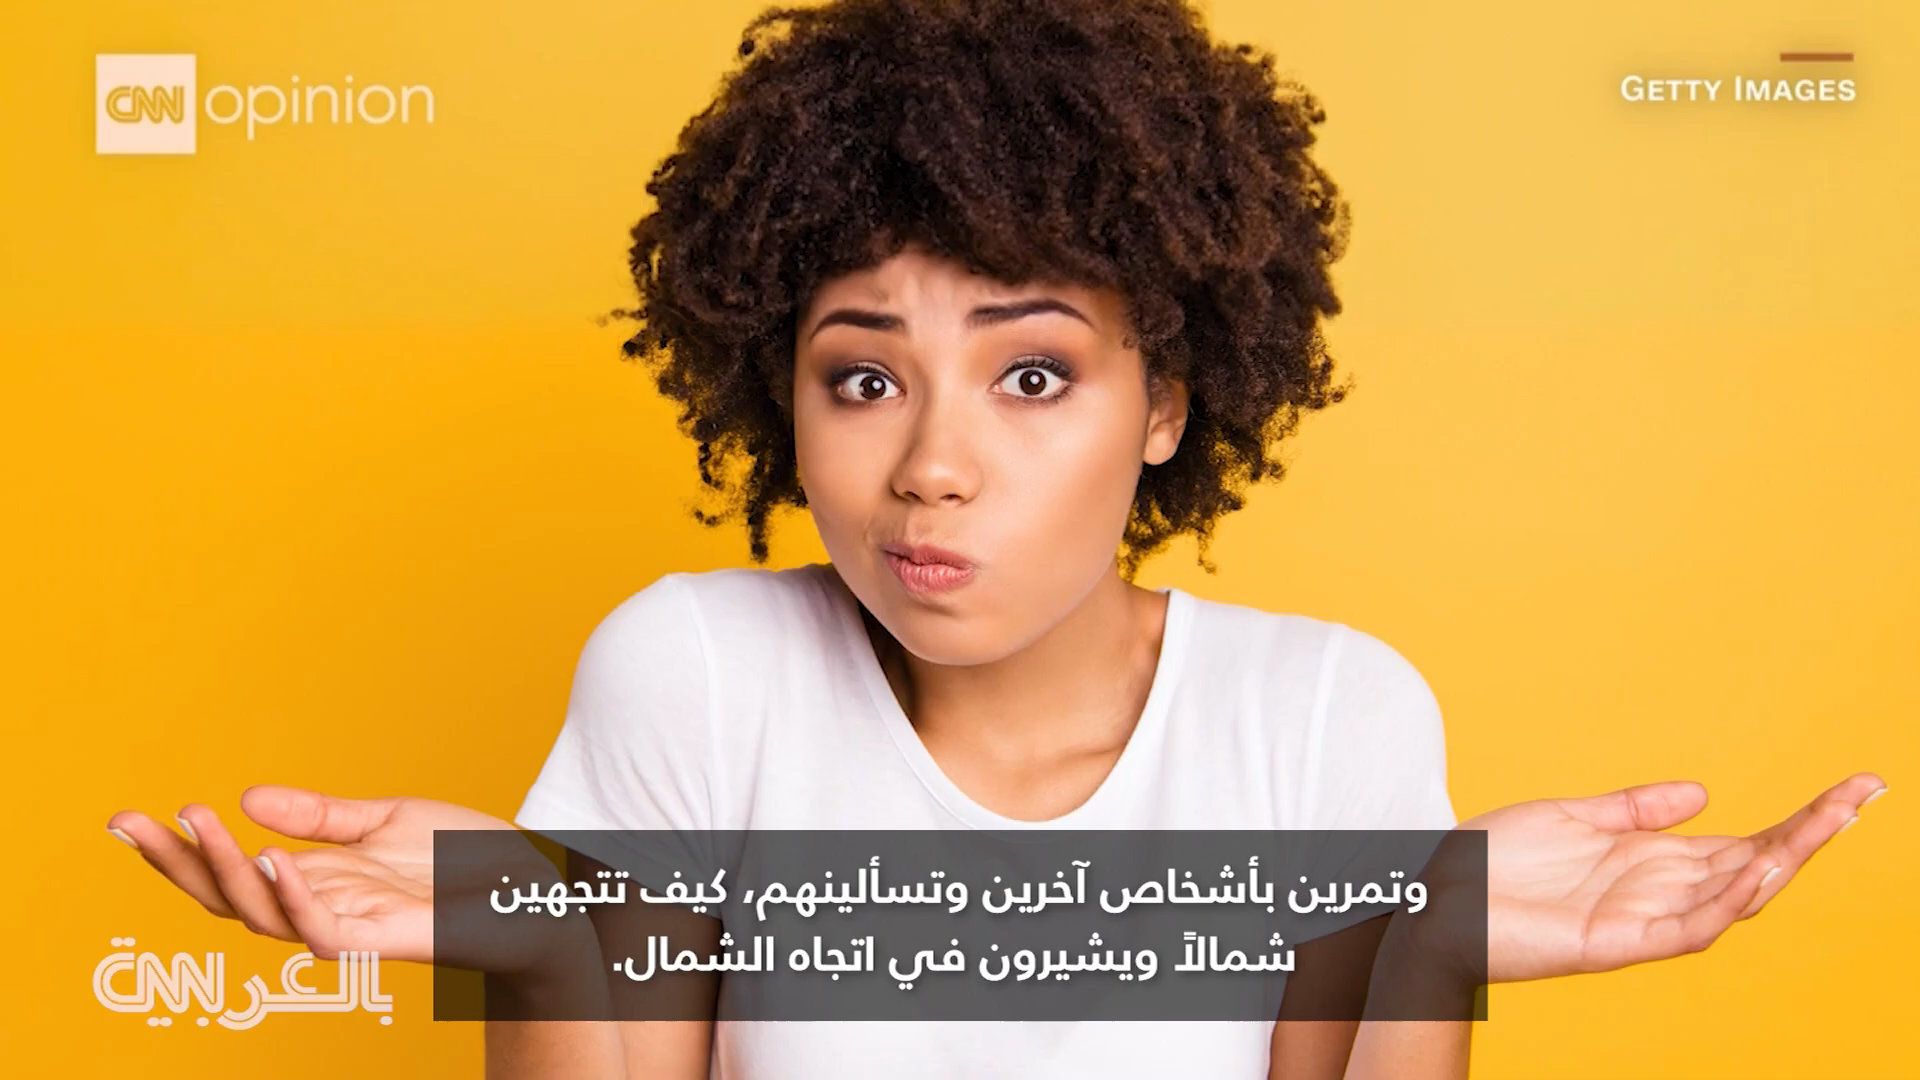 CNN opinion
GETTY IMAGES
وتمرين بأشخاص آخرين وتسألينهم، كيف تتجهين
شمالاً ويشيرون في اتجاه الشمال.
CNN بالعربية